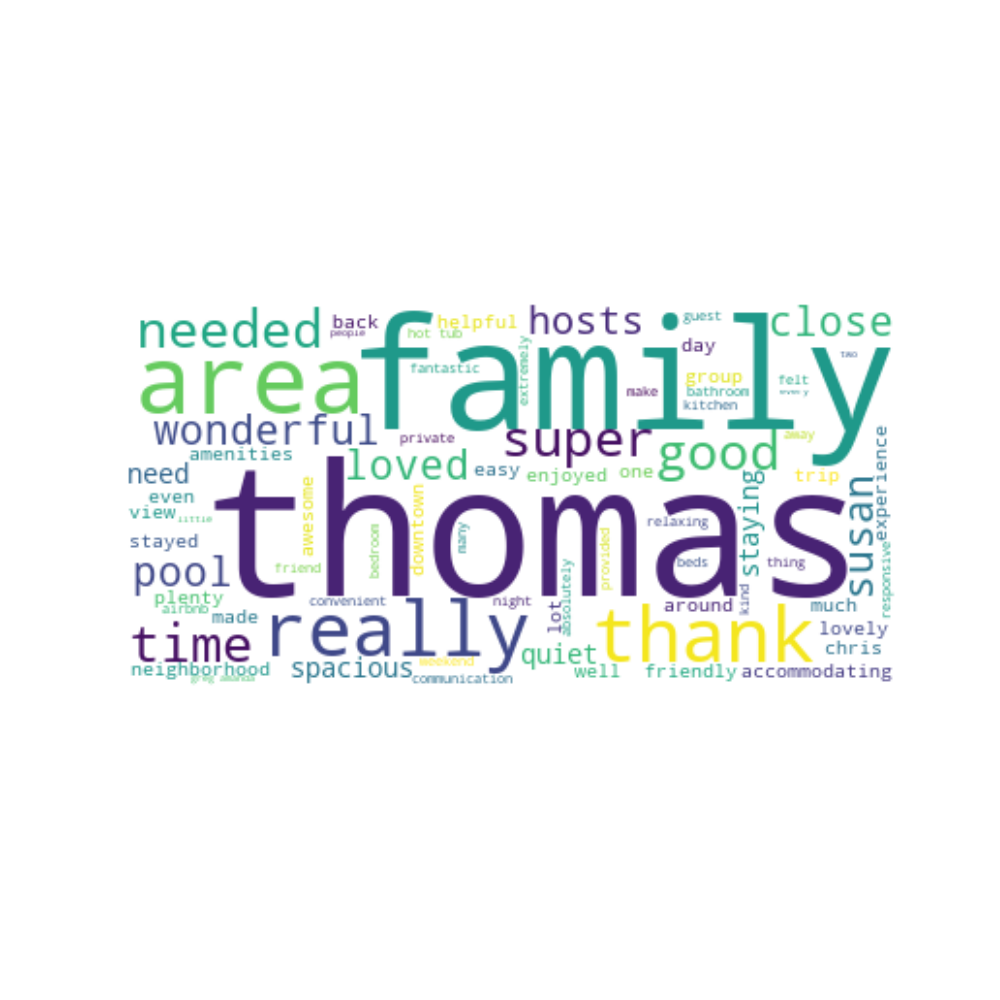 needed
back
people
family
helpful
hot tub
hosts
guest
close
day
two
area
fantastic
extremely
make
group
bathroom
kitchen
felt
wonderful
private
super
good
away
amenities
need
loved
easy
enjoyed
one
trip
experience
even
view
little
awesome
thomas
downtown
many
relaxing
staying
susan
stayed
pool
friend
bedroom
provided
beds
thing
responsive
plenty
airbnb
made
convenient
night
absolutely
lot
around
kind
much
time
really
thank
lovely
chris
neighborhood
greg amanda
spacious
weekend
communication
quiet
well
friendly
accommodating